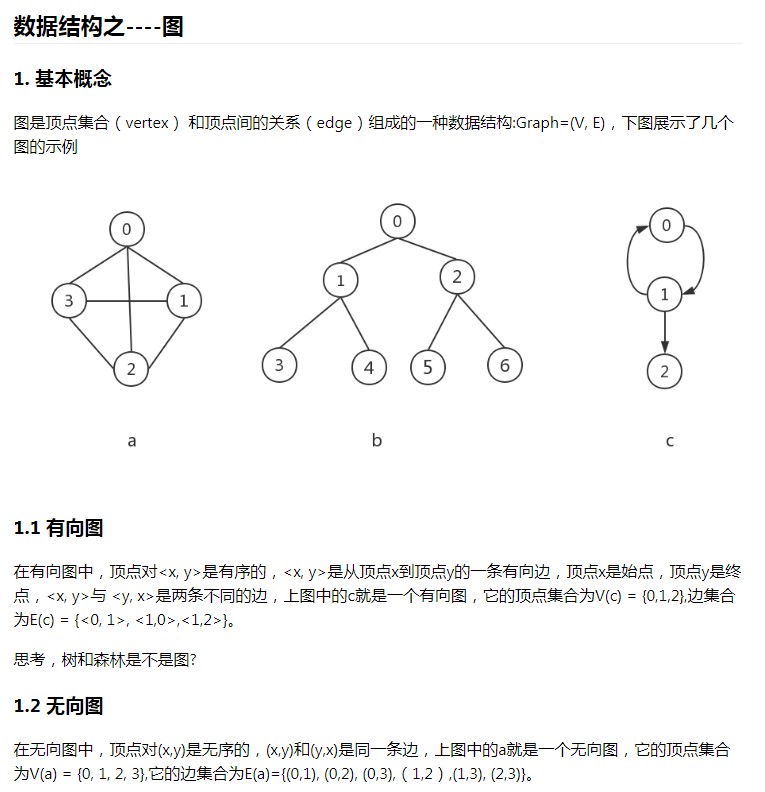 数据结构之----图
1. 基本概念
图是顶点集合（vertex） 和顶点间的关系（edge）组成的一种数据结构:Graph=(V, E)，下图展示了几个
图的示例
0
3
1
2
a
0
1
2
3
4
5
6
b
0
1
2
c
1.1 有向图
在有向图中，顶点对<x, y>是有序的，<x, y>是从顶点x到顶点y的一条有向边，顶点x是始点，顶点y是终
点，<x, y>与 <y, x>是两条不同的边，上图中的c就是一个有向图，它的顶点集合为V(c) = {0,1,2},边集合
为E(c) = {<0, 1>, <1,0>,<1,2>}。
思考，树和森林是不是图?
1.2 无向图
在无向图中，顶点对(x,y)是无序的，(x,y)和(y,x)是同一条边，上图中的a就是一个无向图，它的顶点集合
为V(a) = {0, 1, 2, 3},它的边集合为E(a)={(0,1), (0,2), (0,3),（1,2）,(1,3), (2,3)}。